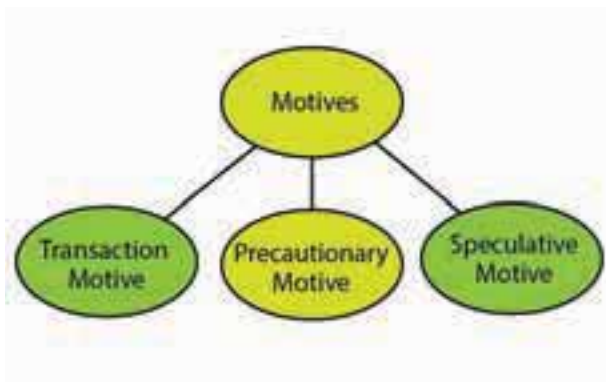 Motives
Transaction
Motive
Precautionary
Motive
Speculative
Motive